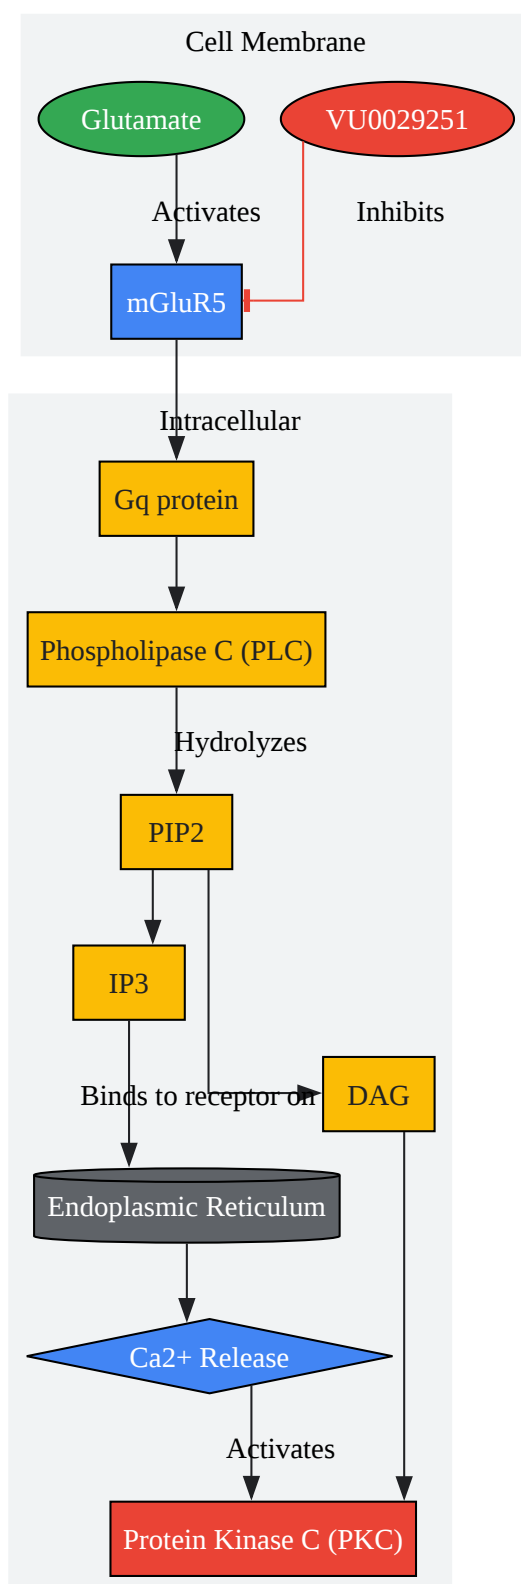 Cell Membrane
Glutamate
VU0029251
Activates
Inhibits
mGluR5
Intracellular
Gq protein
Phospholipase C (PLC)
Hydrolyzes
PIP2
IP3
Binds to receptor on
DAG
Endoplasmic Reticulum
Ca2+ Release
Activates
Protein Kinase C (PKC)